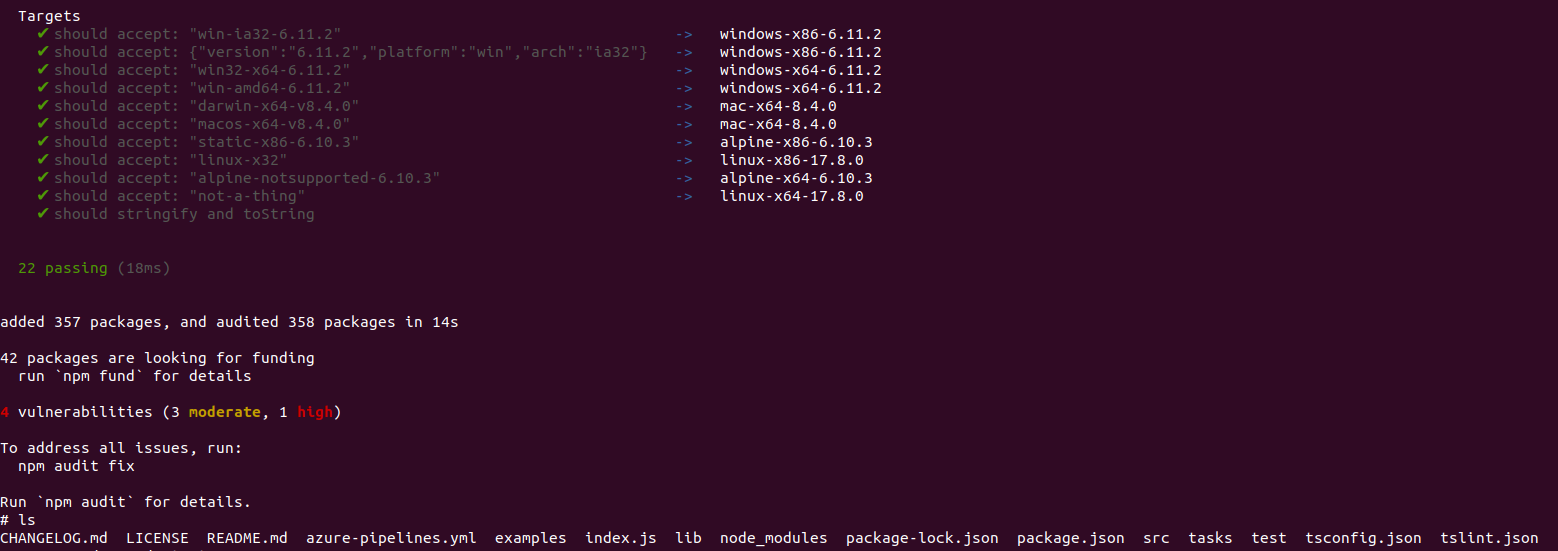 Targets
✔ should accept: "win-ia32-6.11.2" -> windows-x86-6.11.2
✔ should accept: {"version":"6.11.2","platform":"win","arch":"ia32"} -> windows-x86-6.11.2
✔ should accept: "win32-x64-6.11.2" -> windows-x64-6.11.2
✔ should accept: "win-amd64-6.11.2" -> windows-x64-6.11.2
✔ should accept: "darwin-x64-v8.4.0" -> mac-x64-8.4.0
✔ should accept: "macos-x64-v8.4.0" -> mac-x64-8.4.0
✔ should accept: "static-x86-6.10.3" -> alpine-x86-6.10.3
✔ should accept: "linux-x32" -> linux-x86-17.8.0
✔ should accept: "alpine-notsupported-6.10.3" -> alpine-x64-6.10.3
✔ should accept: "not-a-thing" -> linux-x64-17.8.0
✔ should stringify and toString
22 passing (18ms)
added 357 packages, and audited 358 packages in 14s
42 packages are looking for funding
run `npm fund` for details
4 vulnerabilities (3 moderate, 1 high)
To address all issues, run:
npm audit fix
Run `npm audit` for details.
# ls
CHANGELOG.md LICENSE README.md azure-pipelines.yml examples index.js lib node_modules package-lock.json package.json src tasks test tsconfig.json tslint.json